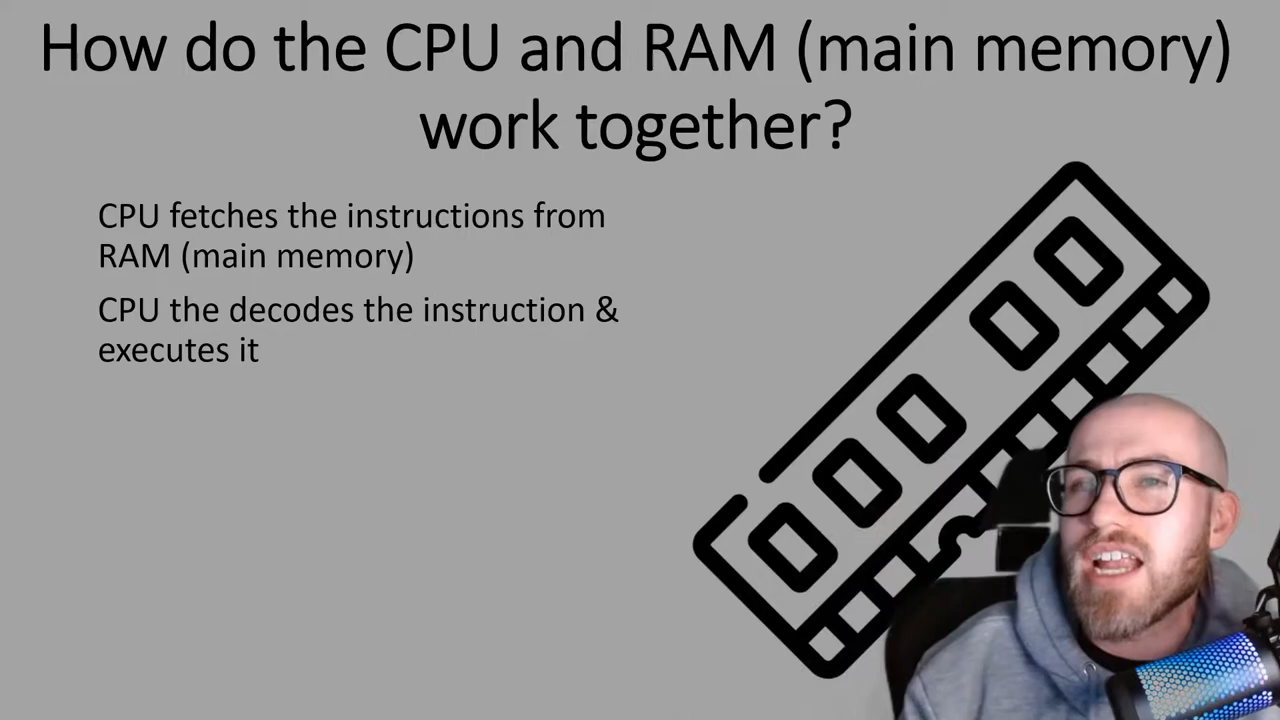 How do the CPU and RAM (main memory)
work together?
CPU fetches the instructions from
RAM (main memory)
CPU the decodes the instruction &
executes it